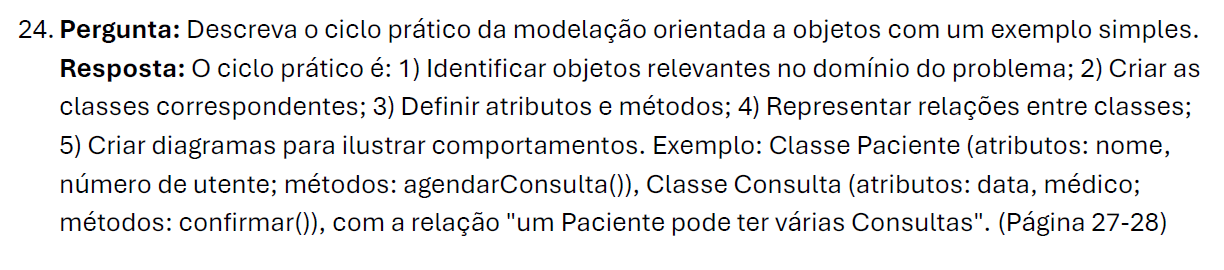 24. Pergunta: Descreva o ciclo prático da modelação orientada a objetos com um exemplo simples.
Resposta: O ciclo prático é: 1) Identificar objetos relevantes no domínio do problema; 2) Criar as
classes correspondentes; 3) Definir atributos e métodos; 4) Representar relações entre classes;
5) Criar diagramas para ilustrar comportamentos. Exemplo: Classe Paciente (atributos: nome,
número de utente; métodos: agendarConsulta()), Classe Consulta (atributos: data, médico;
métodos: confirmar()), com a relação "um Paciente pode ter várias Consultas". (Página 27-28)